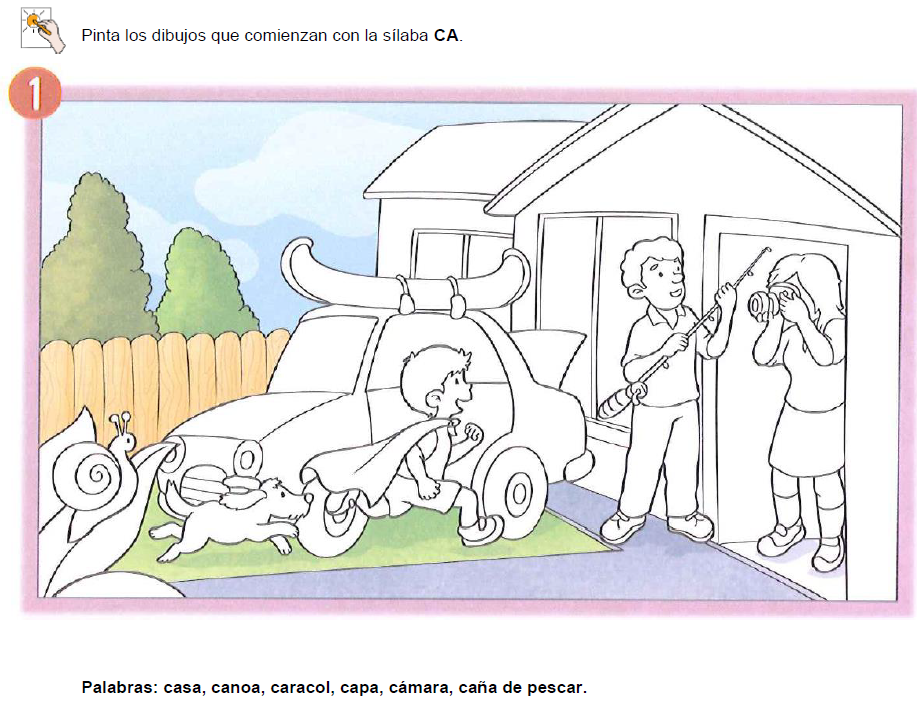 Pinta los dibujos que comienzan con la sílaba CA.
1
Palabras: casa, canoa, caracol, capa, cámara, caña de pescar.